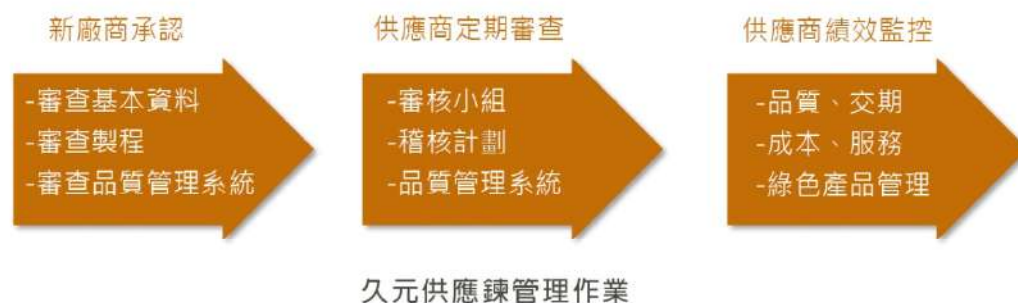 新廠商承認
-審查基本資料
-審查製程
-審查品質管理系統
供應商定期審查
-審核小組
-稽核計劃
-品質管理系統
供應商績效監控
-品質、交期
-成本、服務
-綠色產品管理
久元供應鍊管理作業